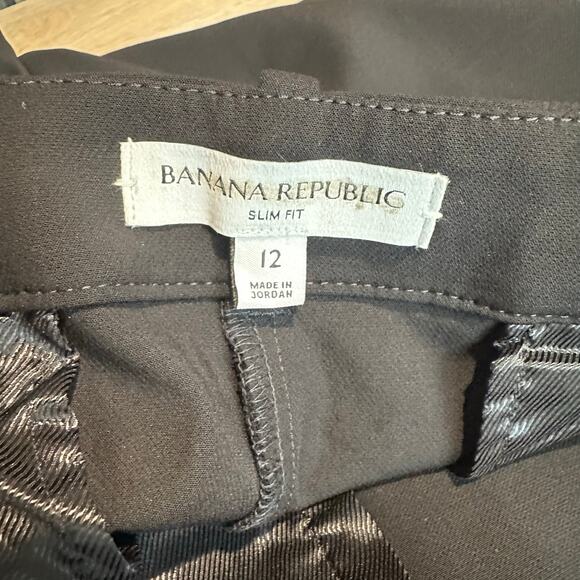 BANANA REPUBLIC
SLIM FIT
12
MADE IN
JORDAN